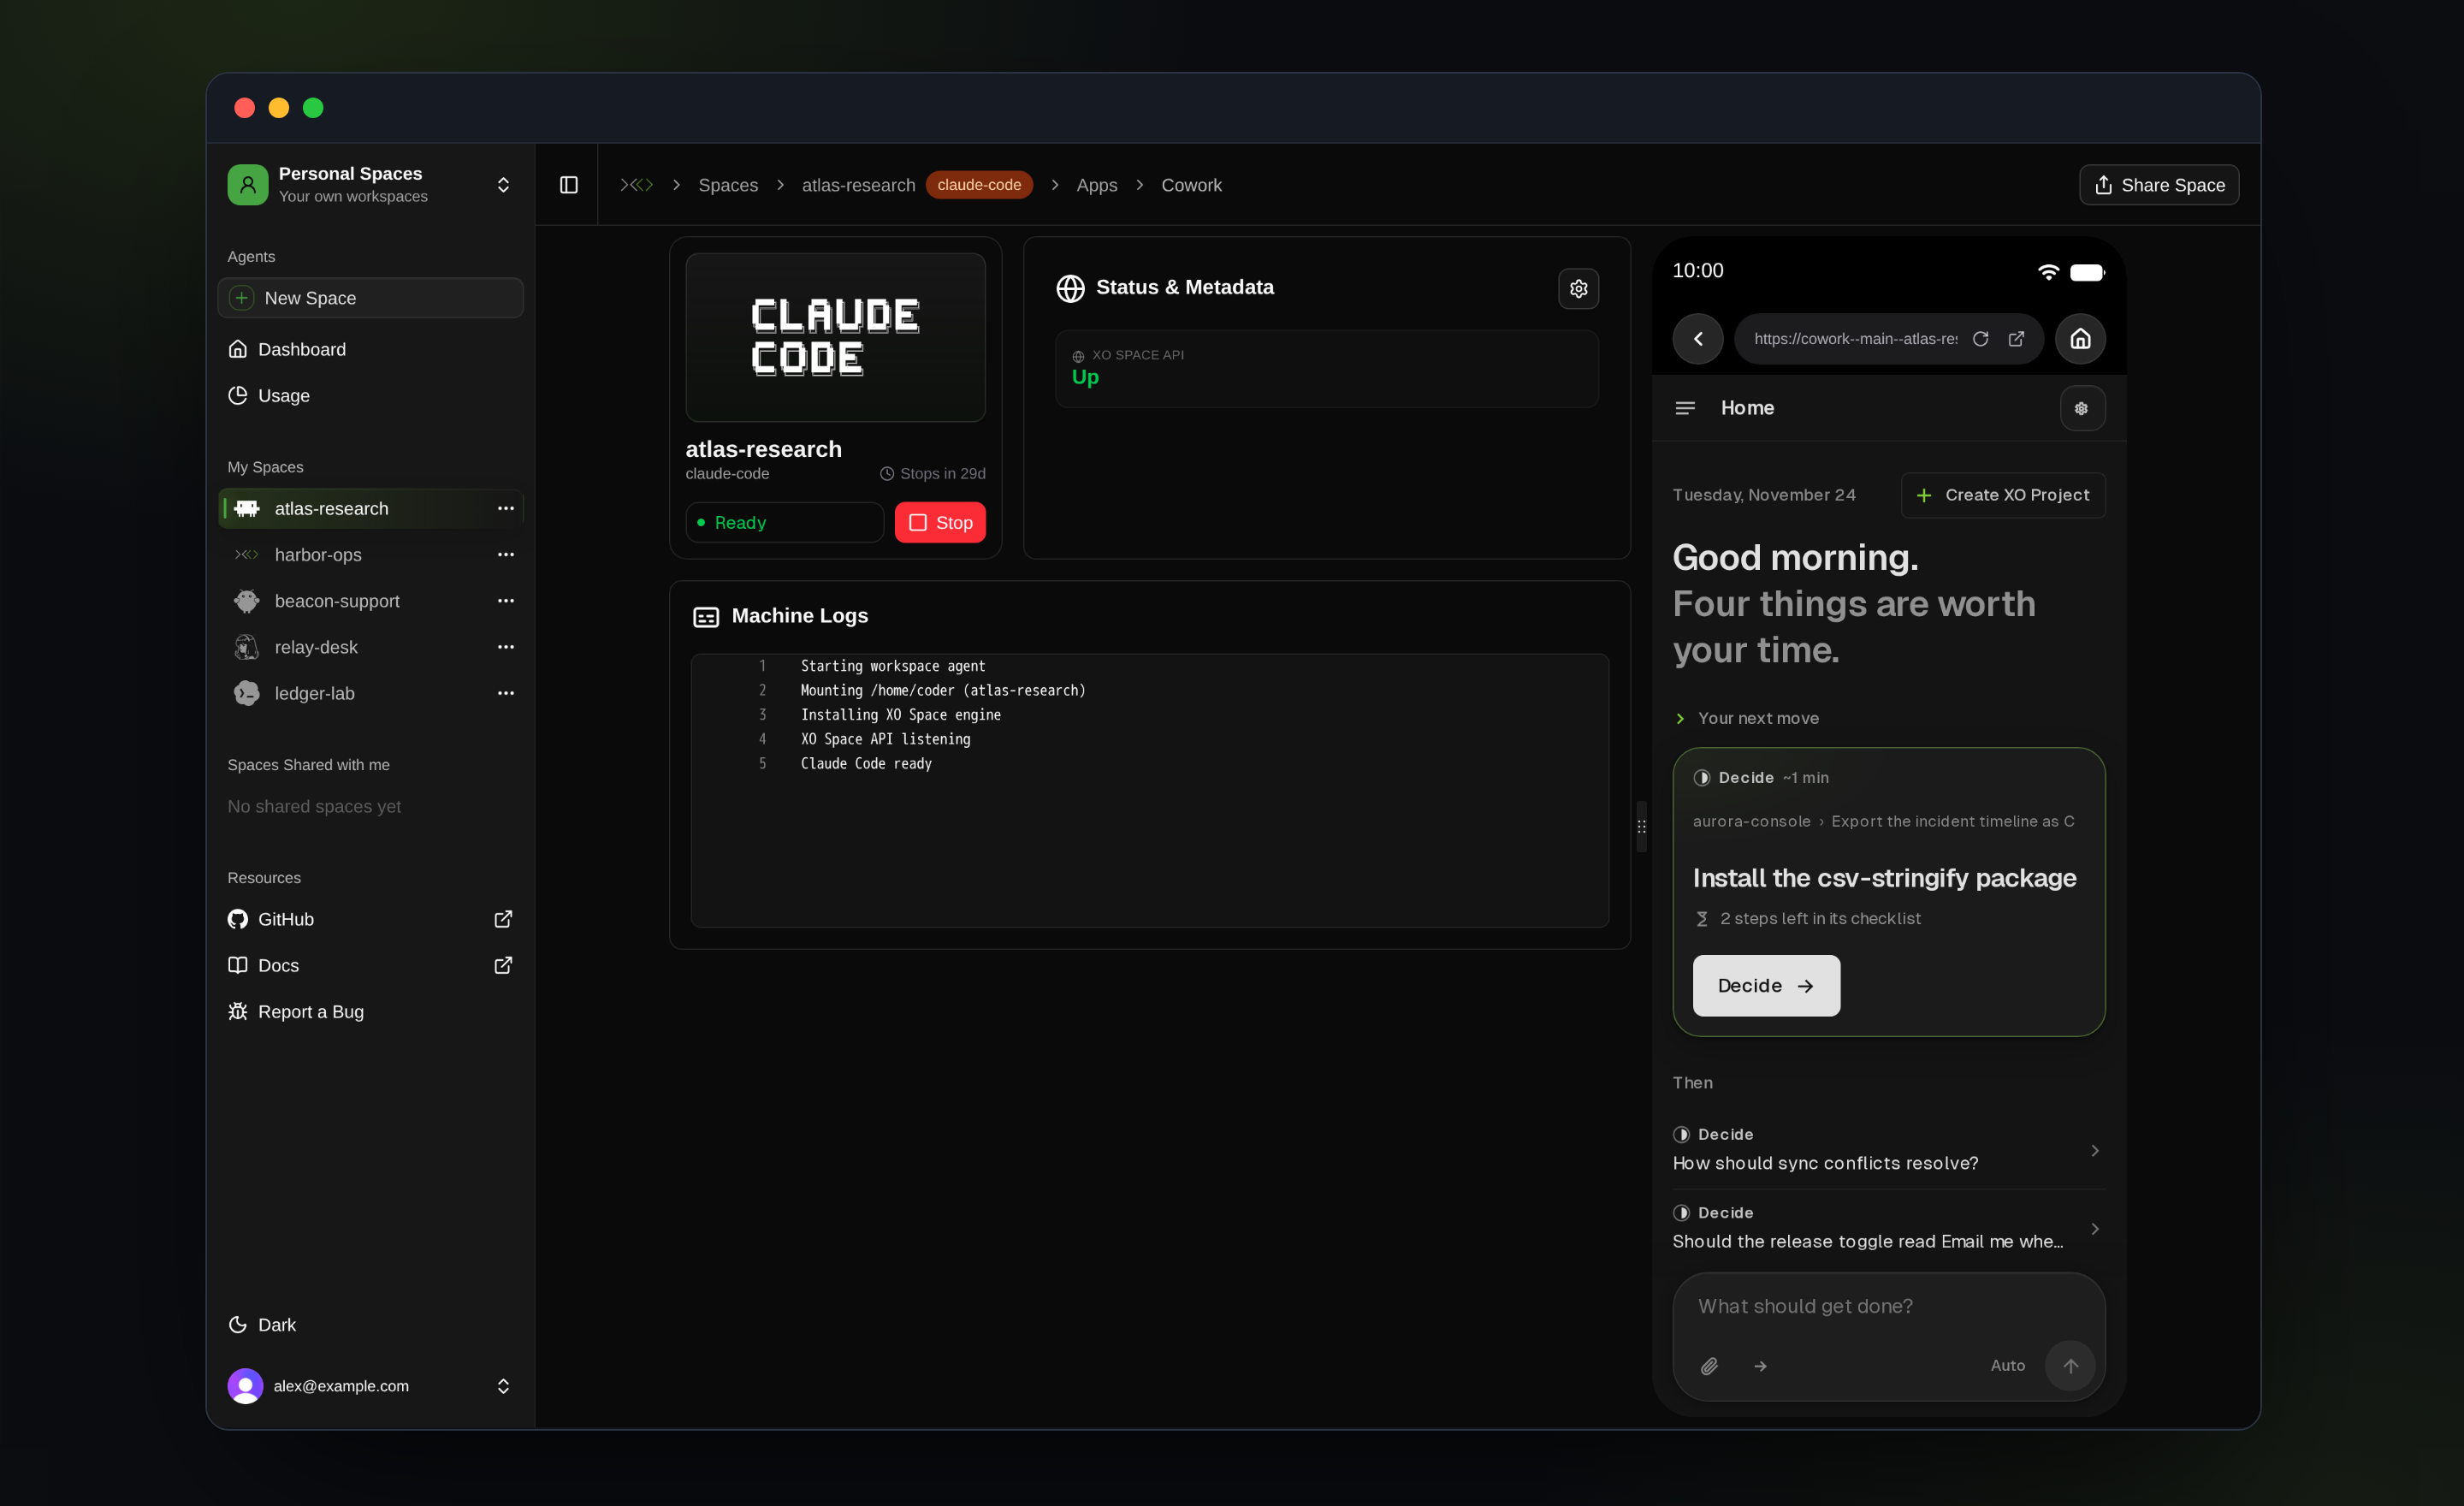 Personal Spaces
Your own workspaces
Agents
New Space
Dashboard
Usage
My Spaces
atlas-research
harbor-ops
beacon-support
relay-desk
ledger-lab
Spaces Shared with me
No shared spaces yet
Resources
GitHub
Docs
Report a Bug
Dark
alex@example.com
Spaces
atlas-research
claude-code
Apps
Cowork
Share Space
CLAUDE
CODE
atlas-research
claude-code
Stops in 29d
Ready
Stop
Status & Metadata
XO SPACE API
Up
Machine Logs
1 Starting workspace agent
2 Mounting /home/coder (atlas-research)
3 Installing XO Space engine
4 XO Space API listening
5 Claude Code ready
10:00
https://cowork--main--atlas-res
Home
Tuesday, November 24
Create XO Project
Good morning.
Four things are worth
your time.
Your next move
Decide ~1 min
aurora-console › Export the incident timeline as C
Install the csv-stringify package
2 steps left in its checklist
Decide
Then
Decide
How should sync conflicts resolve?
Decide
Should the release toggle read Email me whe...
What should get done?
Auto